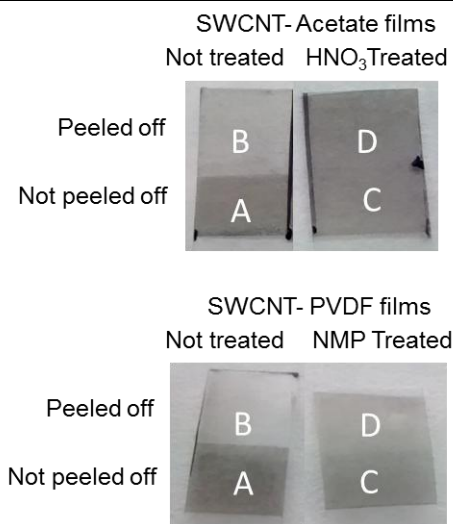 SWCNT- Acetate films
Not treated HNO₃Treated
Peeled off B D
Not peeled off A C
SWCNT- PVDF films
Not treated NMP Treated
Peeled off B D
Not peeled off A C